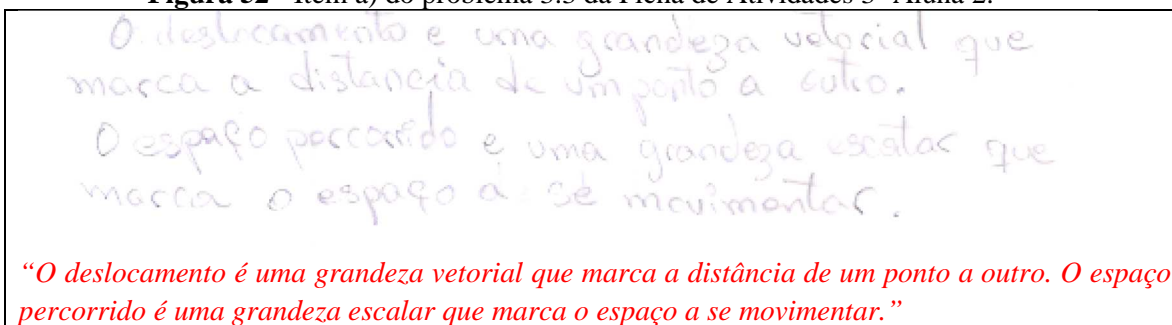 Figura 32 - Item a) do problema 3.3 da Ficha de Atividades 3- Aluna 2.
O deslocamento e uma grandeza vetorial que
marca a distancia de um ponto a outro.
O espaço percorrido e uma grandeza escalar que
marca o espaço a se movimentar.
“O deslocamento é uma grandeza vetorial que marca a distância de um ponto a outro. O espaço
percorrido é uma grandeza escalar que marca o espaço a se movimentar.”